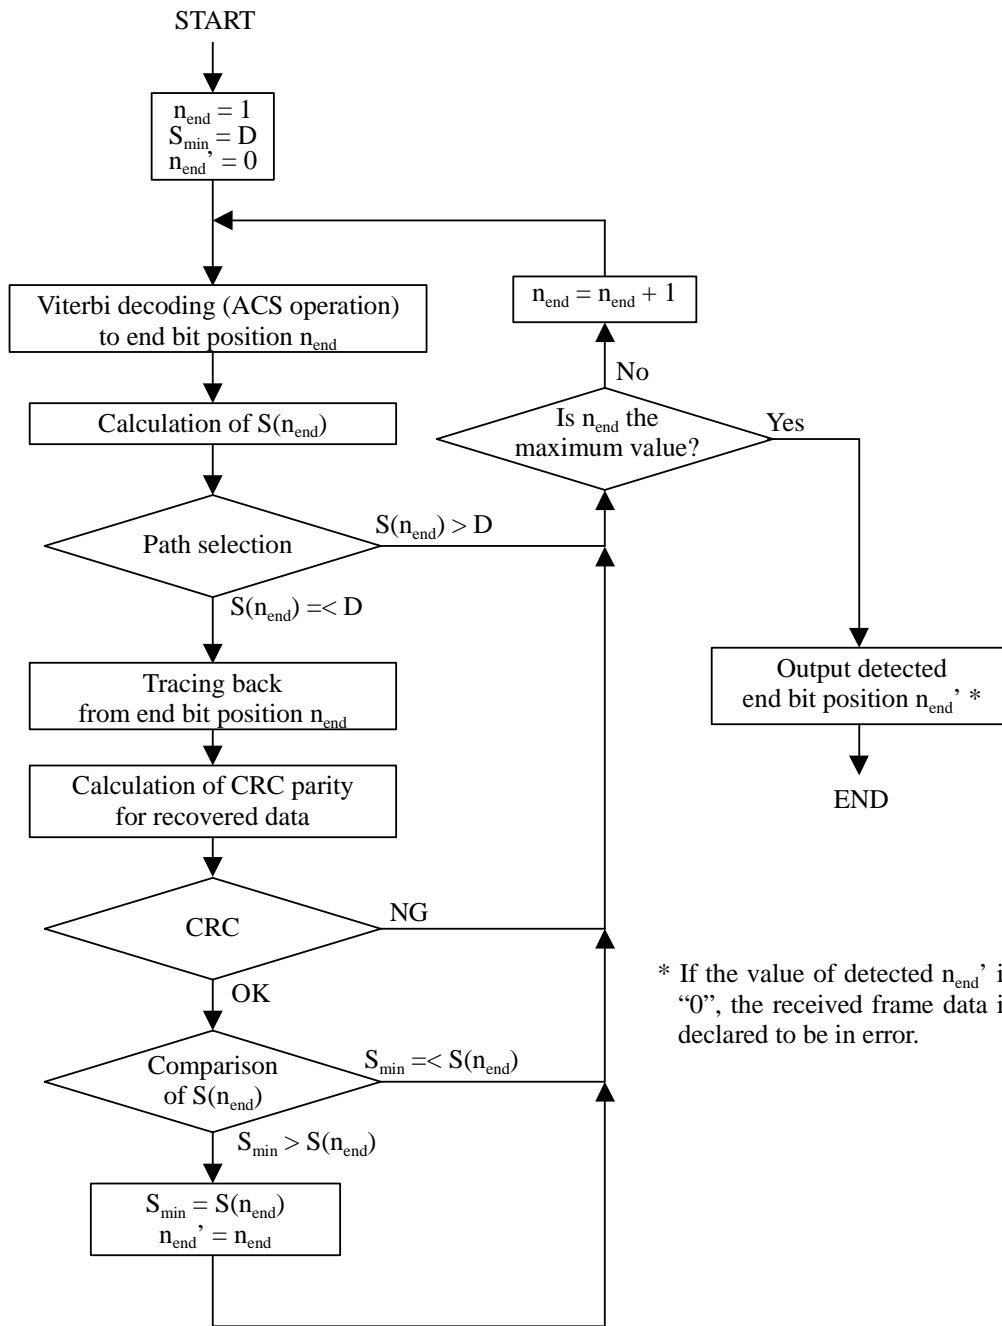 START
n_end = 1
S_min = D
n_end’ = 0
Viterbi decoding (ACS operation)
to end bit position n_end
n_end = n_end + 1
No
Calculation of S(n_end)
Is n_end the
maximum value?
Yes
Path selection
S(n_end) > D
S(n_end) =< D
Tracing back
from end bit position n_end
Output detected
end bit position n_end’ *
END
Calculation of CRC parity
for recovered data
CRC
NG
OK
* If the value of detected n_end’ i
“0”, the received frame data i
declared to be in error.
Comparison
of S(n_end)
S_min =< S(n_end)
S_min > S(n_end)
S_min = S(n_end)
n_end’ = n_end